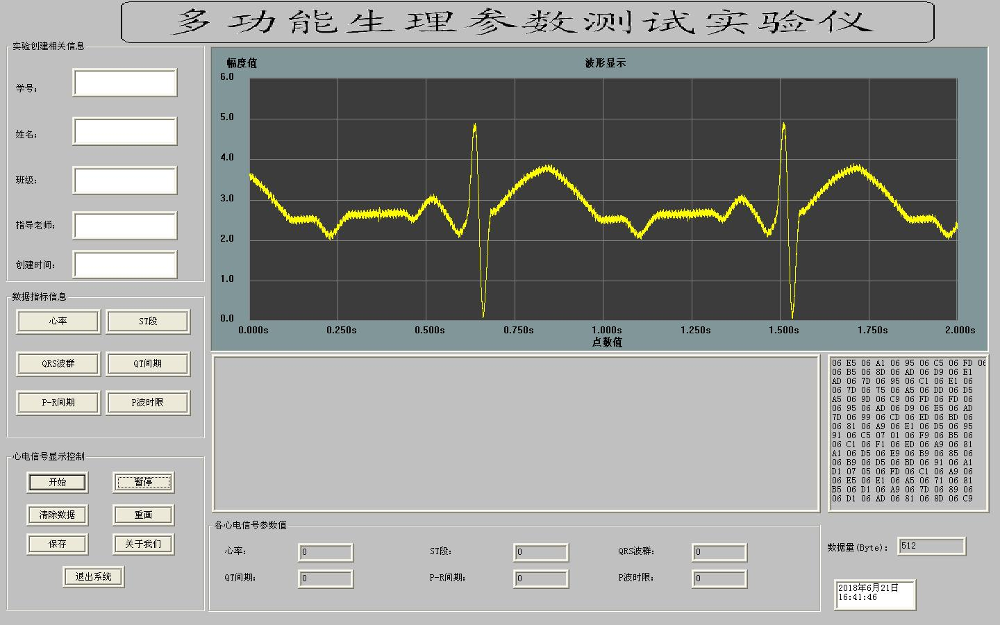 多功能生理参数测试实验仪
实验创建相关信息
学号:
姓名:
班级:
指导老师:
创建时间:
数据指标信息
心率
ST段
QRS波群
QT间期
P-R间期
P波时限
心电信号显示控制
开始
暂停
清除数据
重画
保存
关于我们
退出系统
幅度值
波形显示
6.0
5.0
4.0
3.0
2.0
1.0
0.0
0.000s 0.250s 0.500s 0.750s 1.000s 1.250s 1.500s 1.750s 2.000s
点数值
06 E5 06 A1 06 95 06 C5 06 FD 06
06 B5 06 8D 06 AD 06 D9 06 E1
AD 06 7D 06 95 06 C1 06 E1 06
06 7D 06 75 06 A5 06 DD 06 D5
A5 06 9D 06 C9 06 FD 06 FD 06
06 95 06 AD 06 D9 06 E5 06 AD
7D 06 99 06 CD 06 ED 06 BD 06
06 81 06 A9 06 E1 06 D5 06 95
91 06 C5 07 01 06 F9 06 B5 06
06 C1 06 F1 06 ED 06 A9 06 81
A1 06 D5 06 E9 06 B9 06 85 06
06 B9 06 D5 06 BD 06 91 06 A1
D1 07 05 06 FD 06 C1 06 A9 06
06 E5 06 E1 06 A5 06 71 06 81
B5 06 D1 06 A9 06 7D 06 89 06
06 D1 06 AD 06 81 06 8D 06 C9
各心电信号参数值
心率: 0
ST段: 0
QRS波群: 0
QT间期: 0
P-R间期: 0
P波时限: 0
数据量(Byte): 512
2018年6月21日
16:41:46